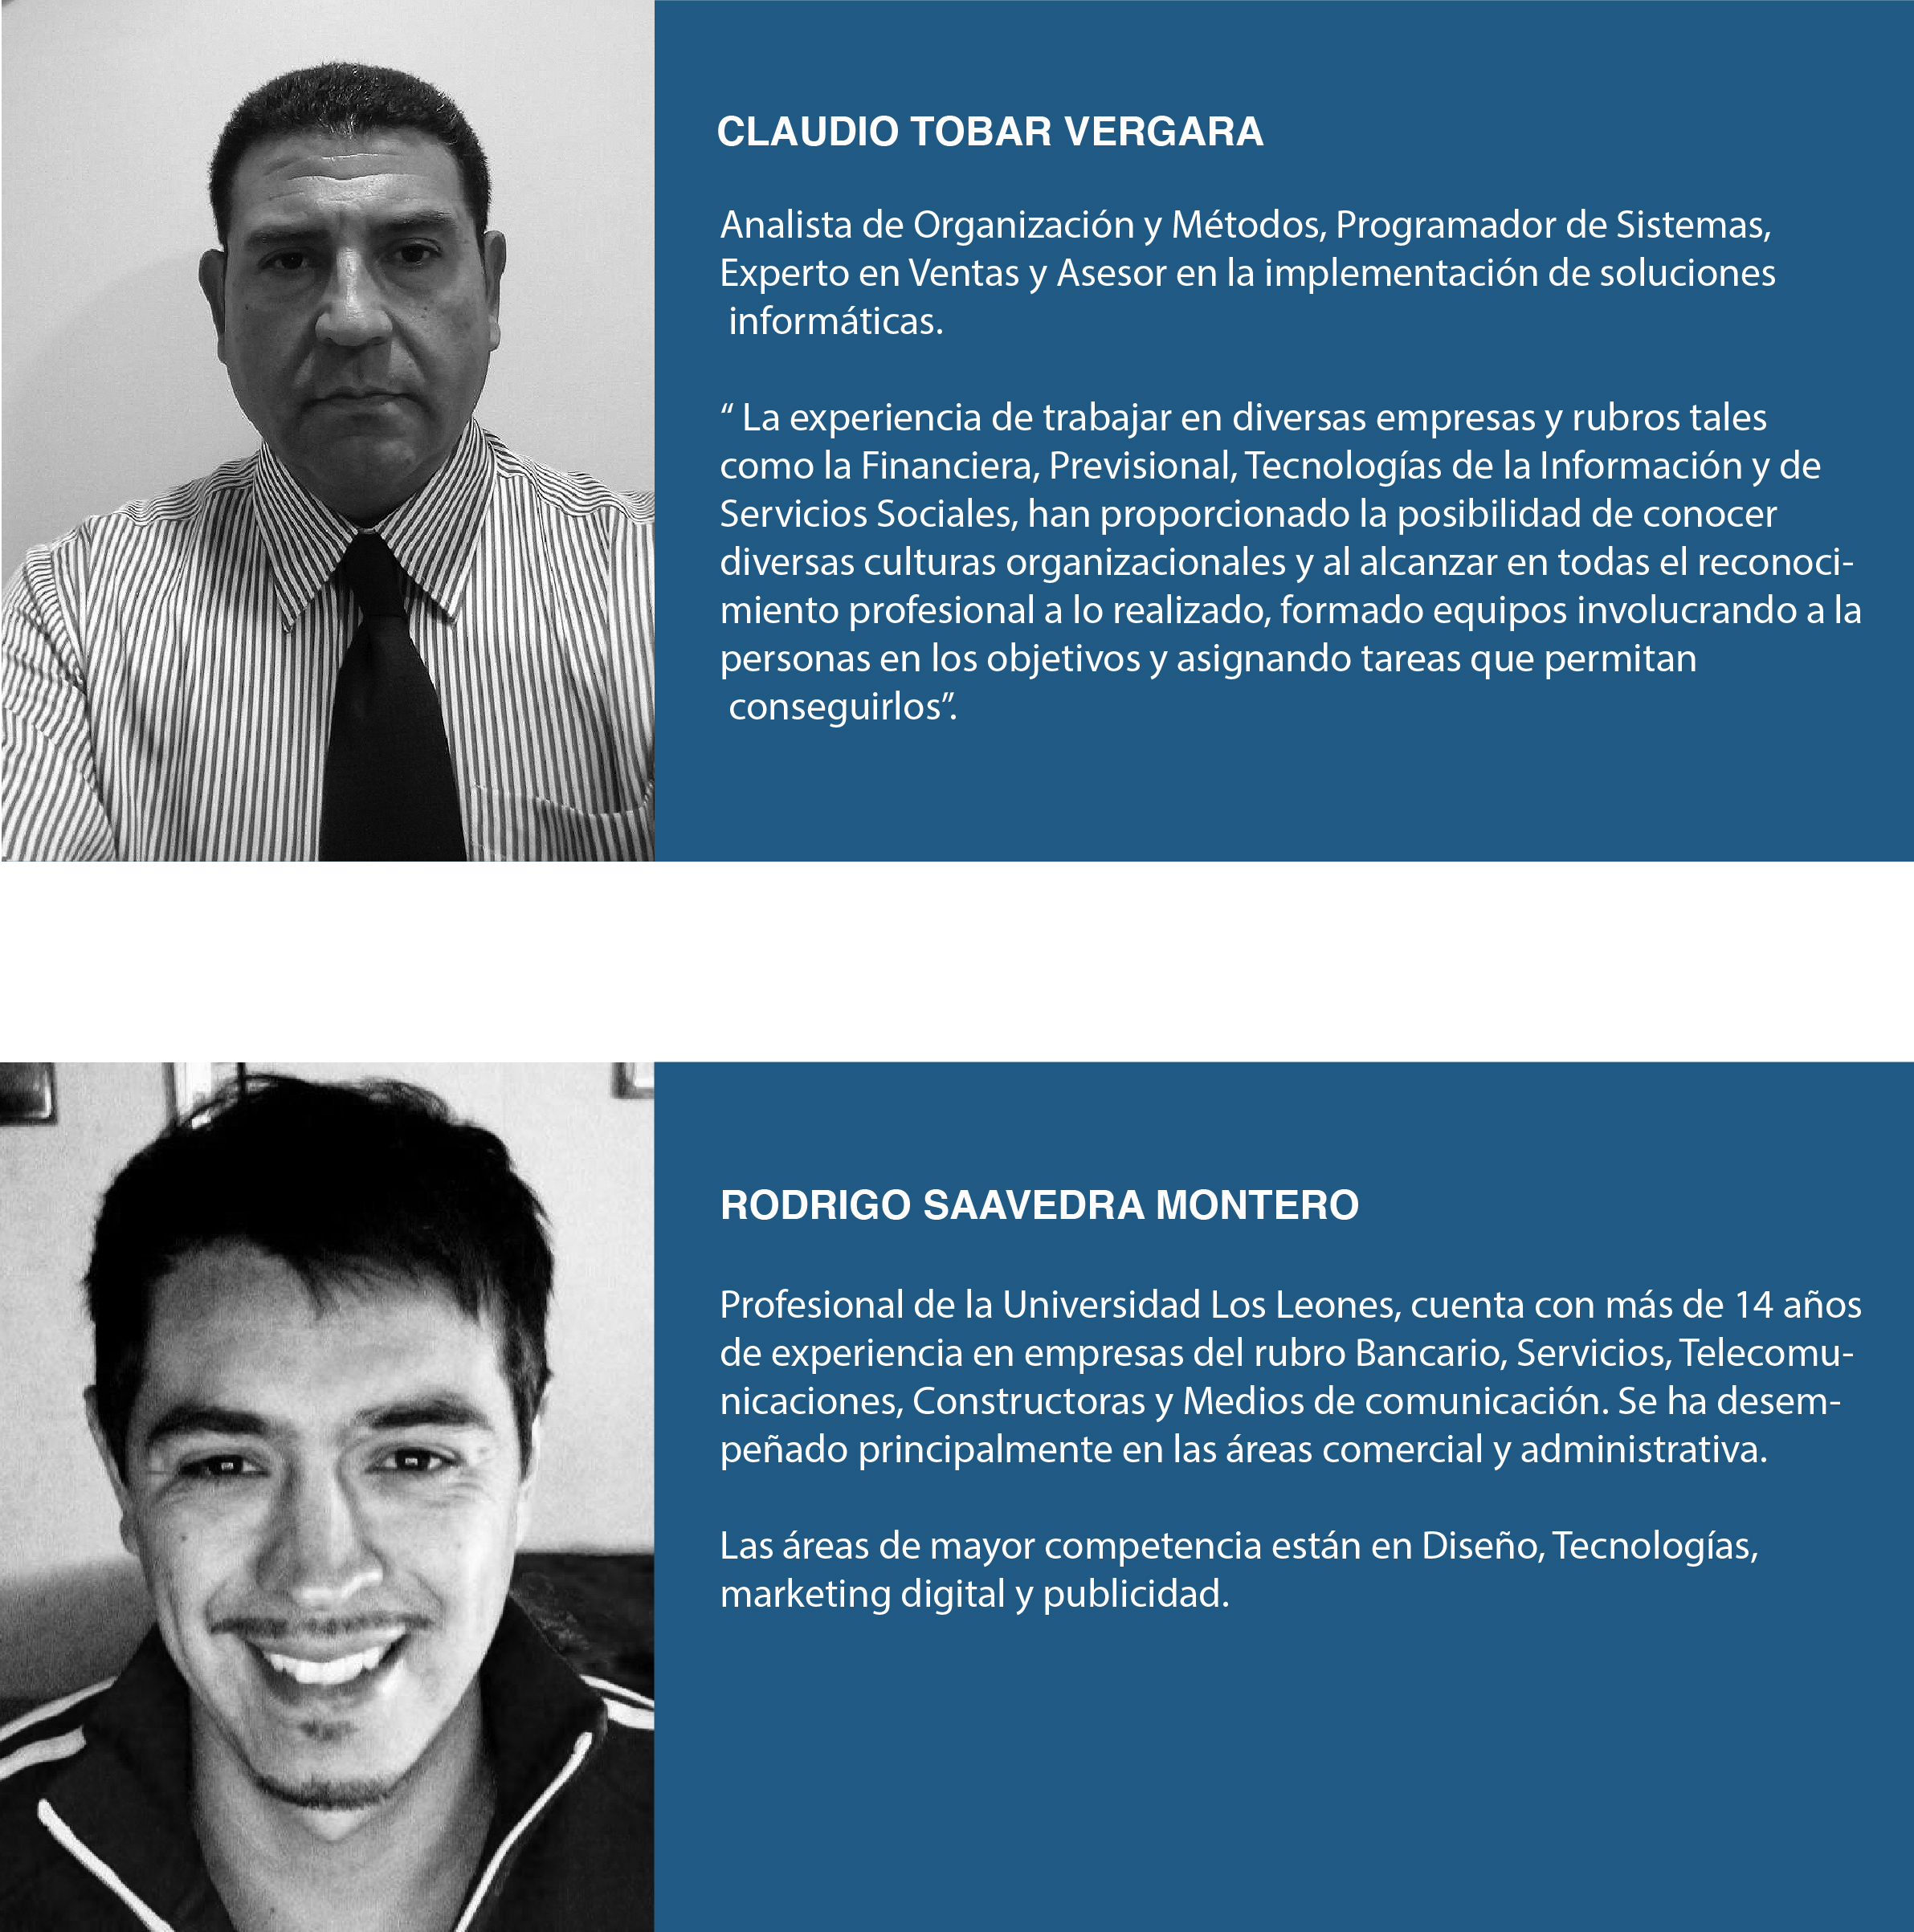 CLAUDIO TOBAR VERGARA
Analista de Organización y Métodos, Programador de Sistemas,
Experto en Ventas y Asesor en la implementación de soluciones
informáticas.
“ La experiencia de trabajar en diversas empresas y rubros tales
como la Financiera, Previsional, Tecnologías de la Información y de
Servicios Sociales, han proporcionado la posibilidad de conocer
diversas culturas organizacionales y al alcanzar en todas el reconoci-
miento profesional a lo realizado, formado equipos involucrando a la
personas en los objetivos y asignando tareas que permitan
conseguirlos”.
RODRIGO SAAVEDRA MONTERO
Profesional de la Universidad Los Leones, cuenta con más de 14 años
de experiencia en empresas del rubro Bancario, Servicios, Telecomu-
nicaciones, Constructoras y Medios de comunicación. Se ha desem-
peñado principalmente en las áreas comercial y administrativa.
Las áreas de mayor competencia están en Diseño, Tecnologías,
marketing digital y publicidad.